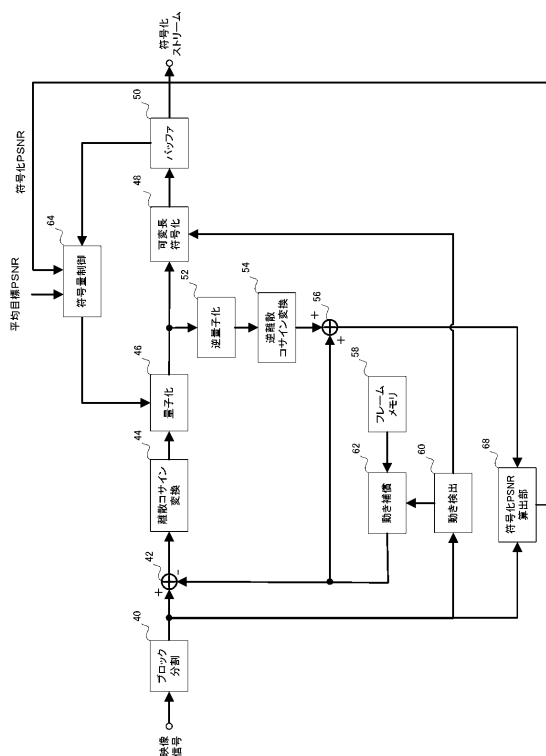 映像
信号
40
ブロック
分割
42
+
-
44
離散コサイン
変換
46
量子化
48
可変長
符号化
50
バッファ
符号化
ストリーム
平均目標PSNR
符号化PSNR
64
符号量制御
52
逆量子化
54
逆離散
コサイン変換
56
+
+
58
フレーム
メモリ
62
動き補償
60
動き検出
68
符号化PSNR
算出部